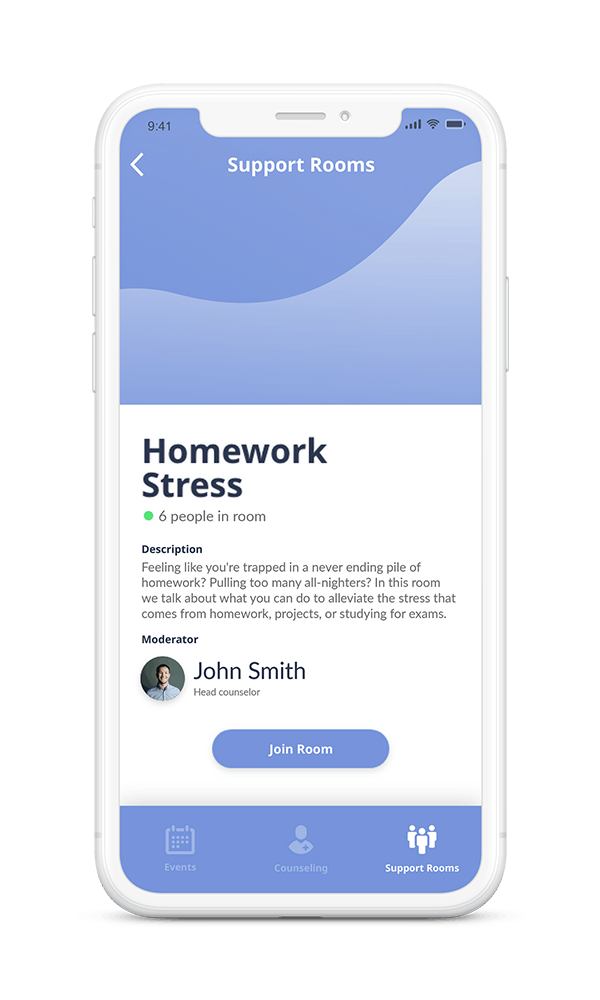 9:41
Support Rooms
Homework
Stress
6 people in room
Description
Feeling like you're trapped in a never ending pile of
homework? Pulling too many all-nighters? In this room
we talk about what you can do to alleviate the stress that
comes from homework, projects, or studying for exams.
Moderator
John Smith
Head counselor
Join Room
Events
Counseling
Support Rooms